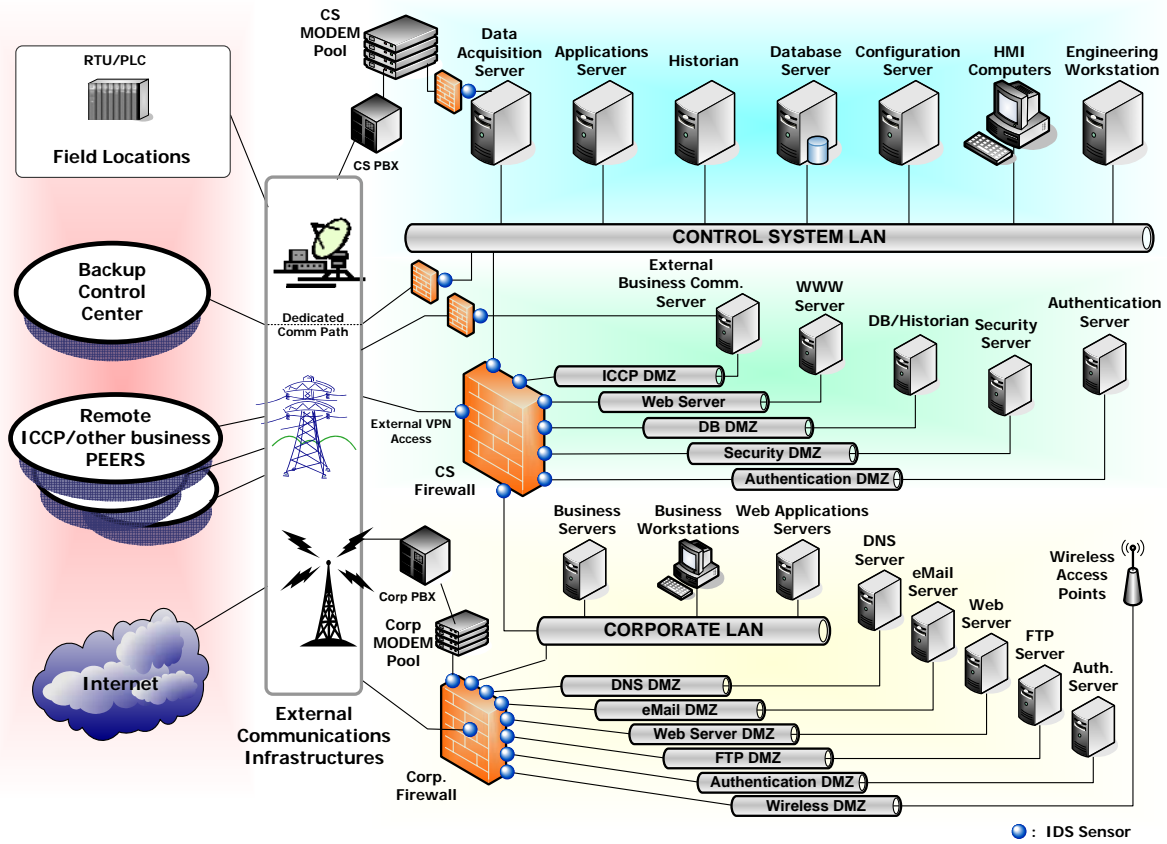 CS
MODEM
Pool
Data
Acquisition
Server
Applications
Server
Historian
Database
Server
Configuration
Server
HMI
Computers
Engineering
Workstation
RTU/PLC
Field Locations
CS PBX
CONTROL SYSTEM LAN
Backup
Control
Center
Dedicated
Comm Path
External
Business Comm.
Server
WWW
Server
DB/Historian
Security
Server
Authentication
Server
ICCP DMZ
Web Server
DB DMZ
Security DMZ
Authentication DMZ
Remote
ICCP/other business
PEERS
External VPN
Access
CS
Firewall
Business
Servers
Business
Workstations
Web Applications
Servers
DNS
Server
eMail
Server
Web
Server
FTP
Server
Auth.
Server
Wireless
Access
Points
Corp PBX
Corp
MODEM
Pool
CORPORATE LAN
Internet
External
Communications
Infrastructures
DNS DMZ
eMail DMZ
Web Server DMZ
FTP DMZ
Authentication DMZ
Wireless DMZ
Corp.
Firewall
: IDS Sensor